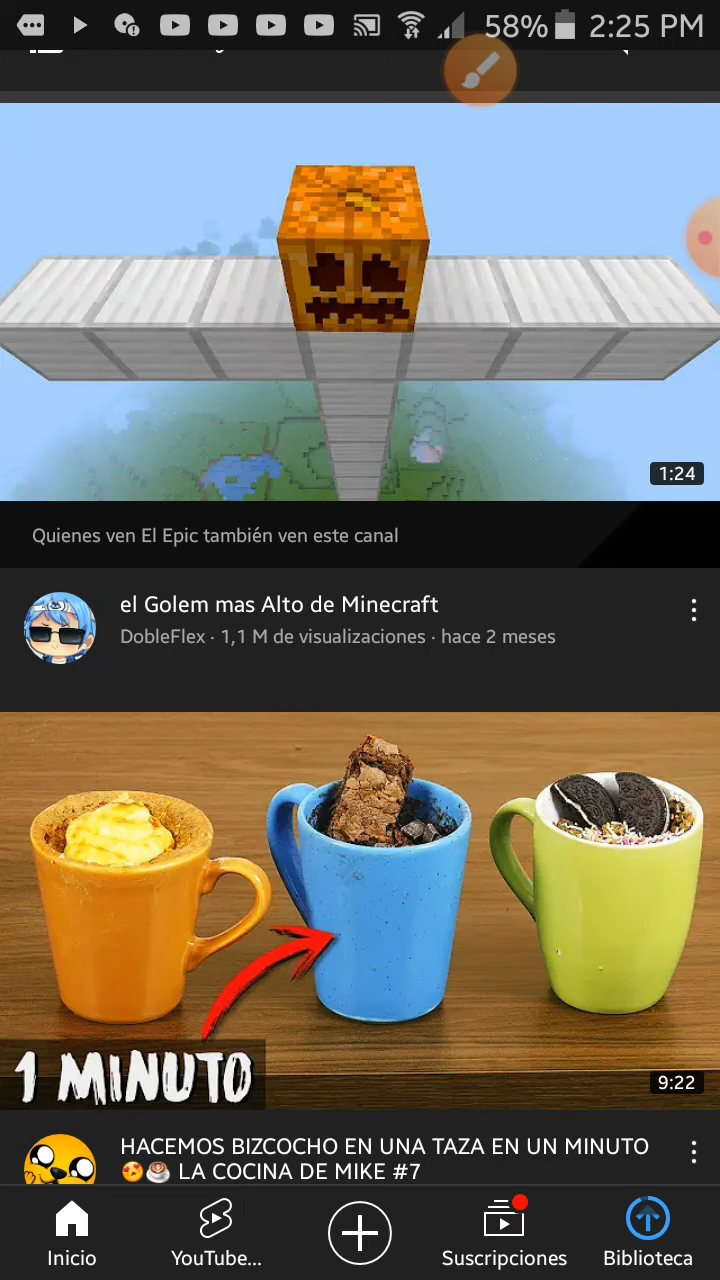 58% 2:25 PM
1:24
Quienes ven El Epic también ven este canal
el Golem mas Alto de Minecraft
DobleFlex · 1,1 M de visualizaciones · hace 2 meses
1 MINUTO
9:22
HACEMOS BIZCOCHO EN UNA TAZA EN UN MINUTO
😍☕ LA COCINA DE MIKE #7
Inicio
YouTube...
Suscripciones
Biblioteca